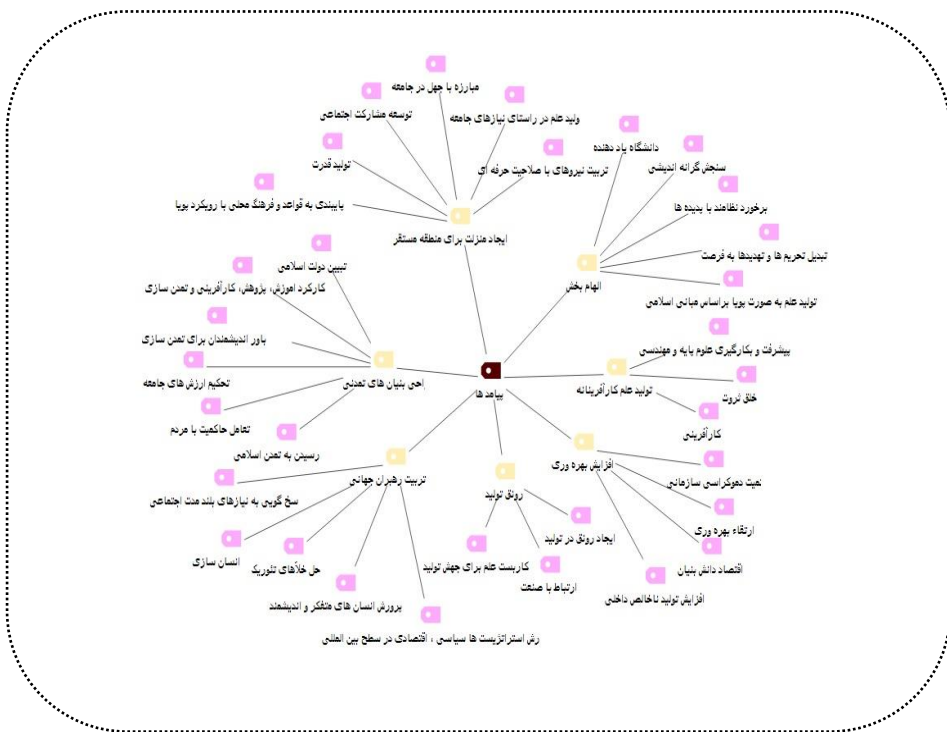 مبارزه با جهل در جامعه
توسعه مشارکت اجتماعی
ولید علم در راستای نیازهای جامعه
دانشگاه یاد دهنده
تولید قدرت
تربیت نیروهای با صلاحیت حرفه ای
سنجش گرانه اندیشی
پایبندی به قواعد و فرهنگ محلی با رویکرد پویا
برخورد نظامند با پدیده ها
ایجاد منزلت برای منطقه مستقر
تبدیل تحریم ها و تهدیدها به فرصت
تبیین دولت اسلامی
الهام بخش
کارکرد اموزش، پژوهش، کارآفرینی و تمدن سازی
تولید علم به صورت پویا براساس مبانی اسلامی
باور اندیشمندان برای تمدن سازی
پیشرفت و بکارگیری علوم پایه و مهندسی
تحکیم ارزش های جامعه
احی بنیان های تمدنی
پیامد ها
تولید علم کارآفرینانه
خلق ثروت
تعامل حاکمیت با مردم
کارآفرینی
رسیدن به تمدن اسلامی
تربیت رهبران جهانی
رونق تولید
افزایش بهره وری
تعیت دموکراسی سازمانی
سخ گویی به نیازهای بلند مدت اجتماعی
ارتقاء بهره وری
ایجاد رونق در تولید
انسان سازی
حل خلأهای تئوریک
کاربست علم برای جهش تولید
اقتصاد دانش بنیان
ارتباط با صنعت
افزایش تولید ناخالص داخلی
پرورش انسان های متفکر و اندیشمند
رش استراتژیست ها سیاسی ، اقتصادی در سطح بین المللی